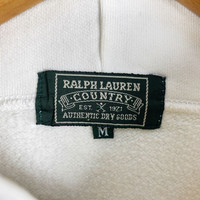 RALPH LAUREN
COUNTRY
EST. 1971
AUTHENTIC DRY GOODS
M